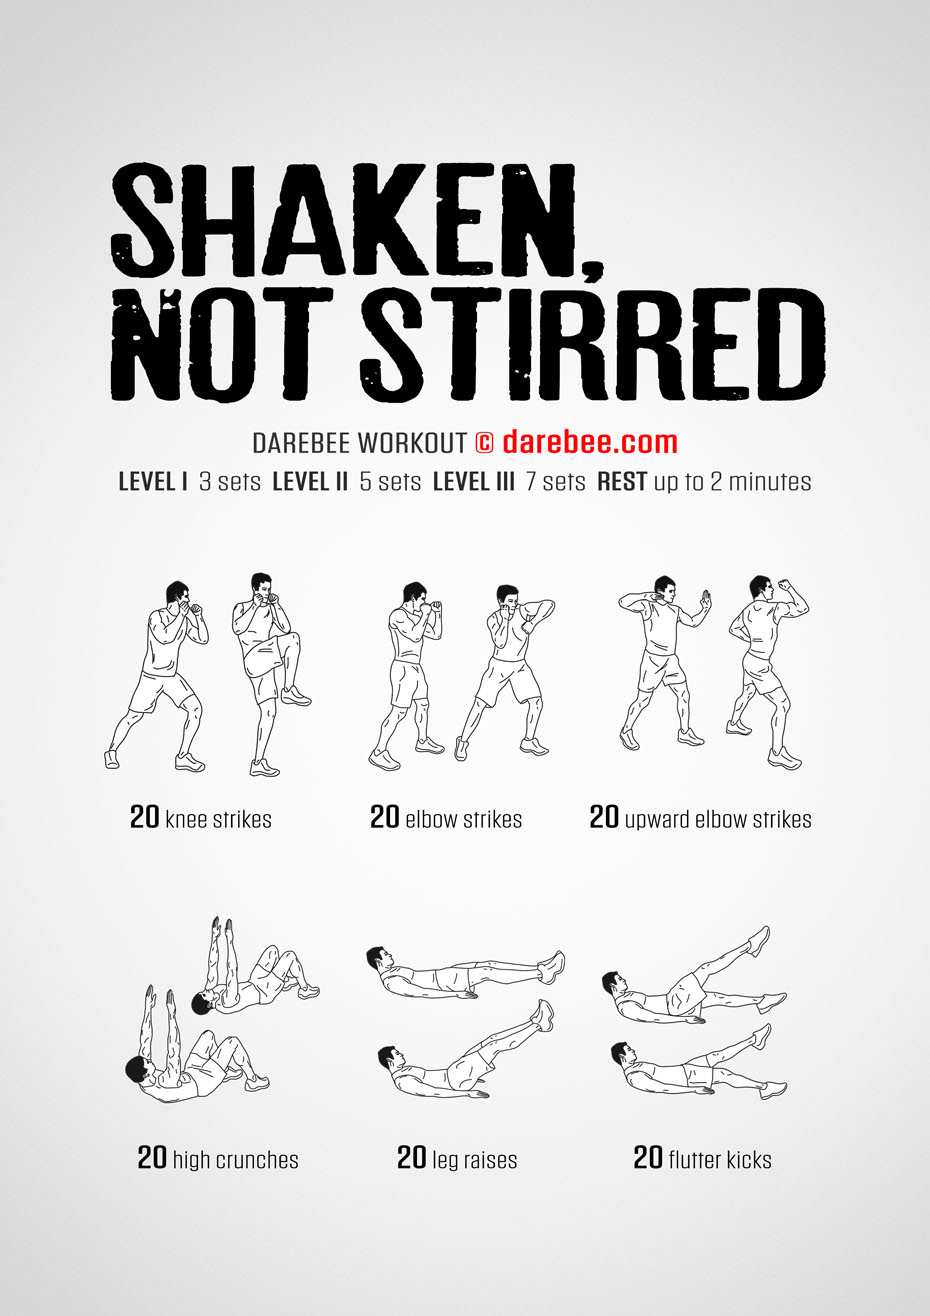 SHAKEN,
NOT STIRRED
DAREBEE WORKOUT © darebee.com
LEVEL I 3 sets LEVEL II 5 sets LEVEL III 7 sets REST up to 2 minutes
20 knee strikes 20 elbow strikes 20 upward elbow strikes
20 high crunches 20 leg raises 20 flutter kicks